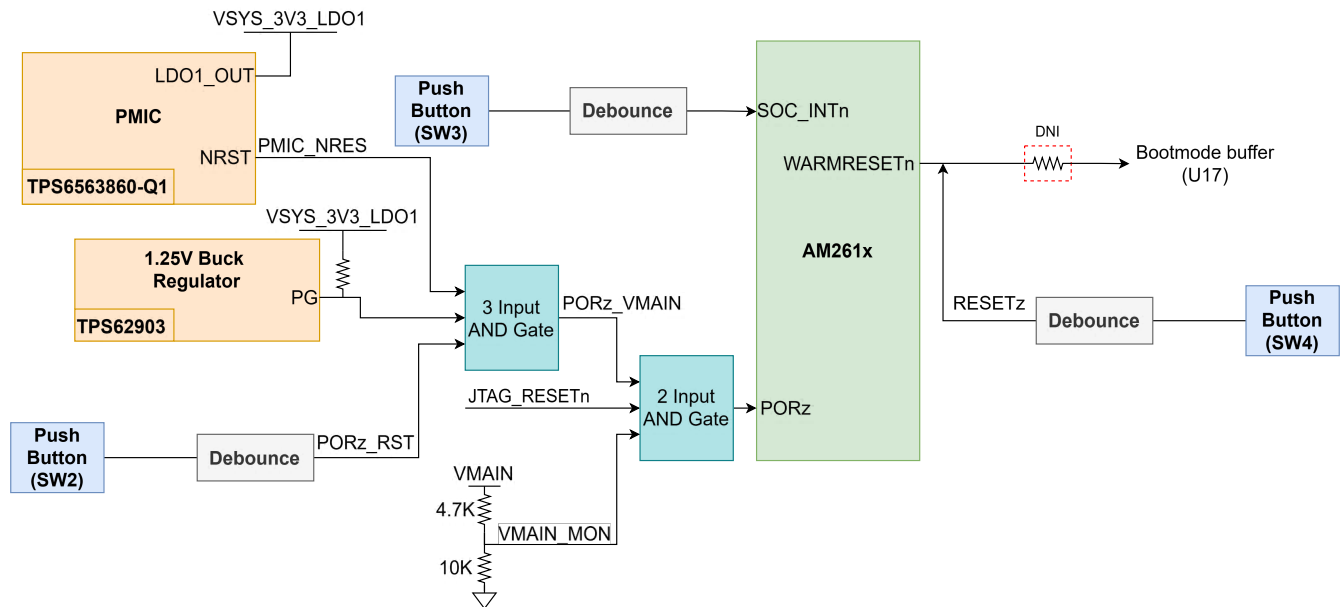 VSYS_3V3_LDO1
LDO1_OUT
PMIC
NRST
TPS6563860-Q1
PMIC_NRES
Push
Button
(SW3)
Debounce
SOC_INTn
WARMRESETn
AM261x
PORz
DNI
Bootmode buffer
(U17)
VSYS_3V3_LDO1
1.25V Buck
Regulator
PG
TPS62903
3 Input
AND Gate
PORz_VMAIN
JTAG_RESETn
2 Input
AND Gate
RESETz
Debounce
Push
Button
(SW4)
Push
Button
(SW2)
Debounce
PORz_RST
VMAIN
4.7K
VMAIN_MON
10K